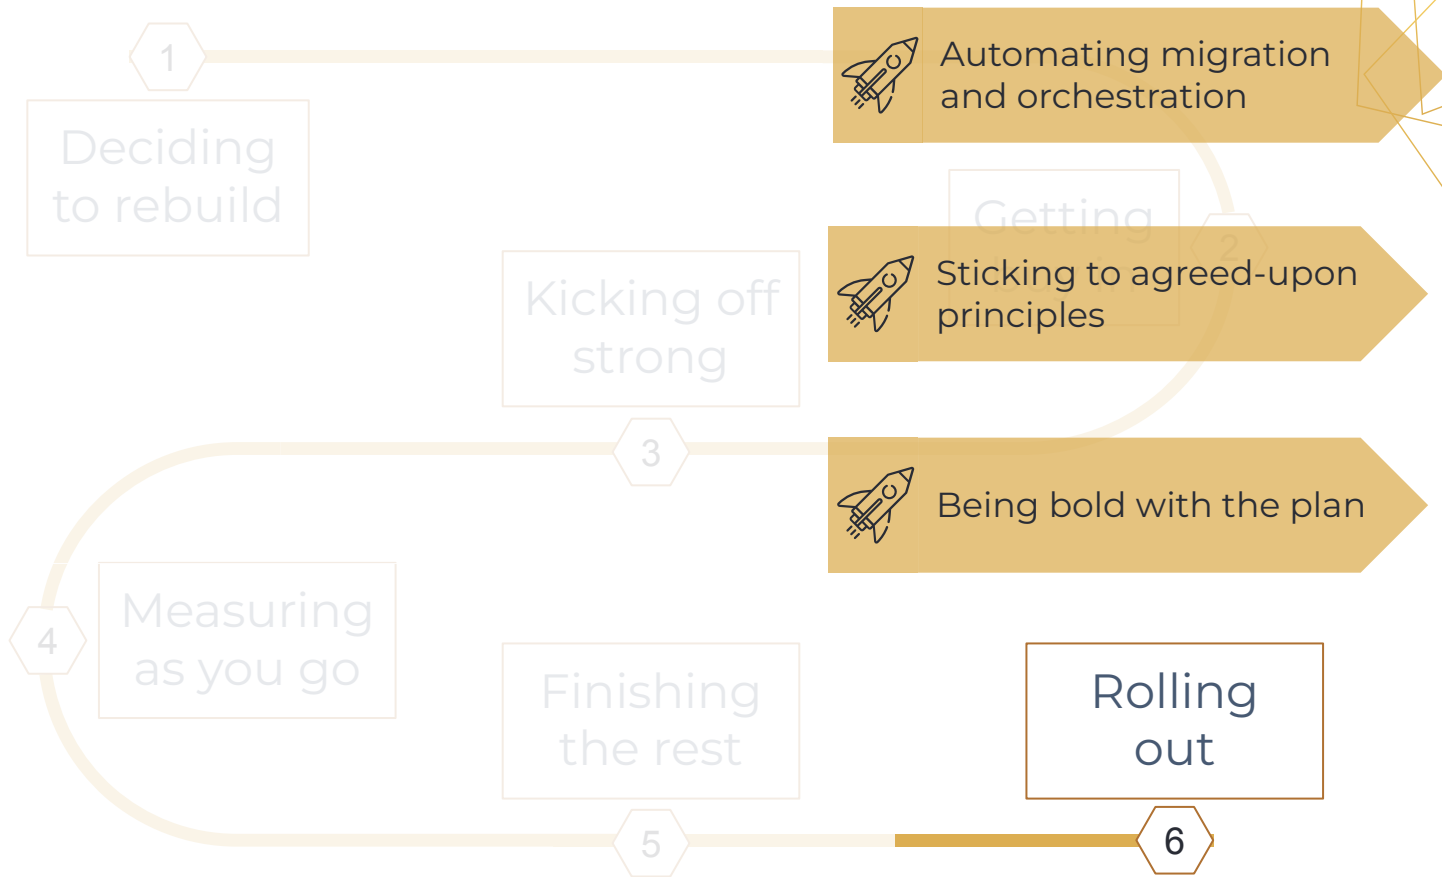 1
Deciding
to rebuild
Automating migration
and orchestration
Getting
2
Sticking to agreed-upon
principles
Kicking off
strong
3
Being bold with the plan
4
Measuring
as you go
Finishing
the rest
5
Rolling
out
6